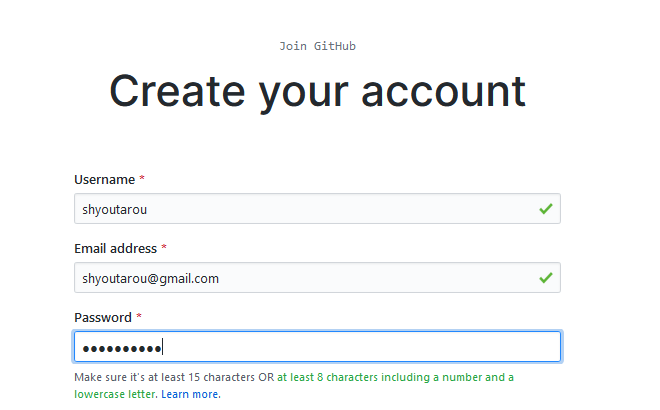 Join GitHub
Create your account
Username *
shyoutarou
Email address *
shyoutarou@gmail.com
Password *
●●●●●●●●●●
Make sure it's at least 15 characters OR at least 8 characters including a number and a
lowercase letter. Learn more.